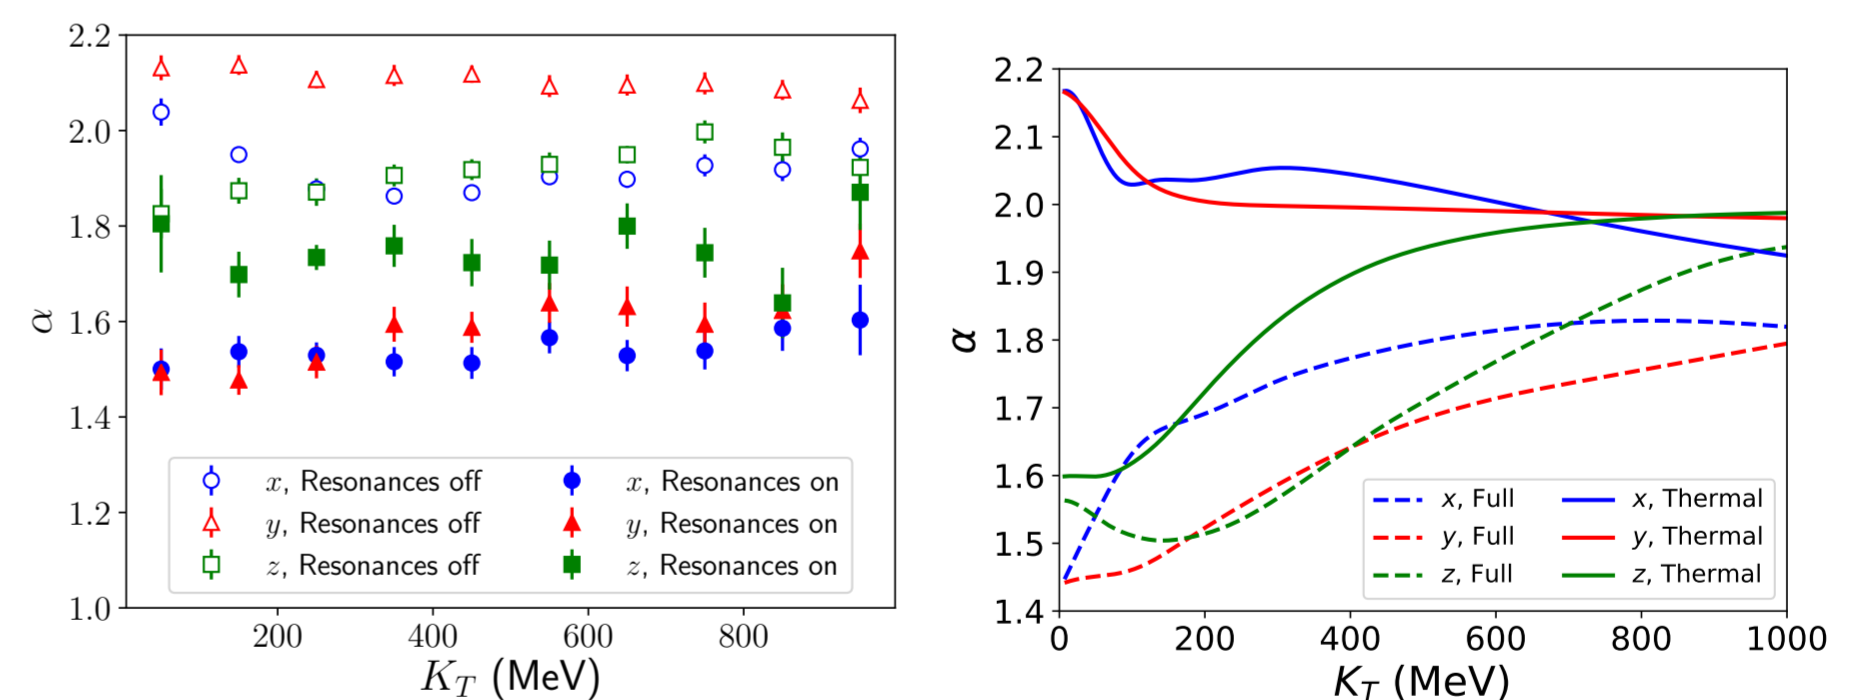 2.2
2.0
1.8
1.6
1.4
1.2
1.0
α
x, Resonances off
y, Resonances off
z, Resonances off
x, Resonances on
y, Resonances on
z, Resonances on
200 400 600 800
K_T (MeV)
2.2
2.1
2.0
1.9
1.8
1.7
1.6
1.5
1.4
α
x, Full
y, Full
z, Full
x, Thermal
y, Thermal
z, Thermal
0 200 400 600 800 1000
K_T (MeV)